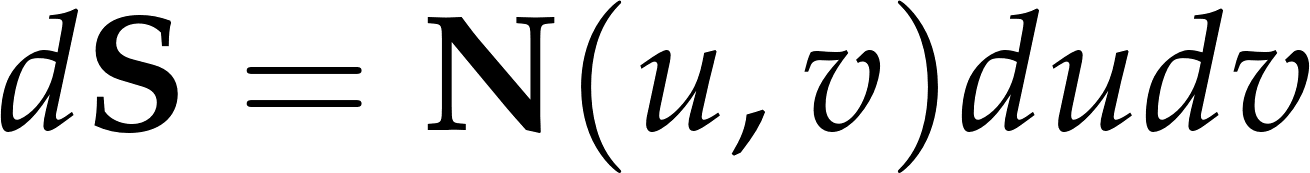 d𝐒 = 𝐍(u, v)dudv